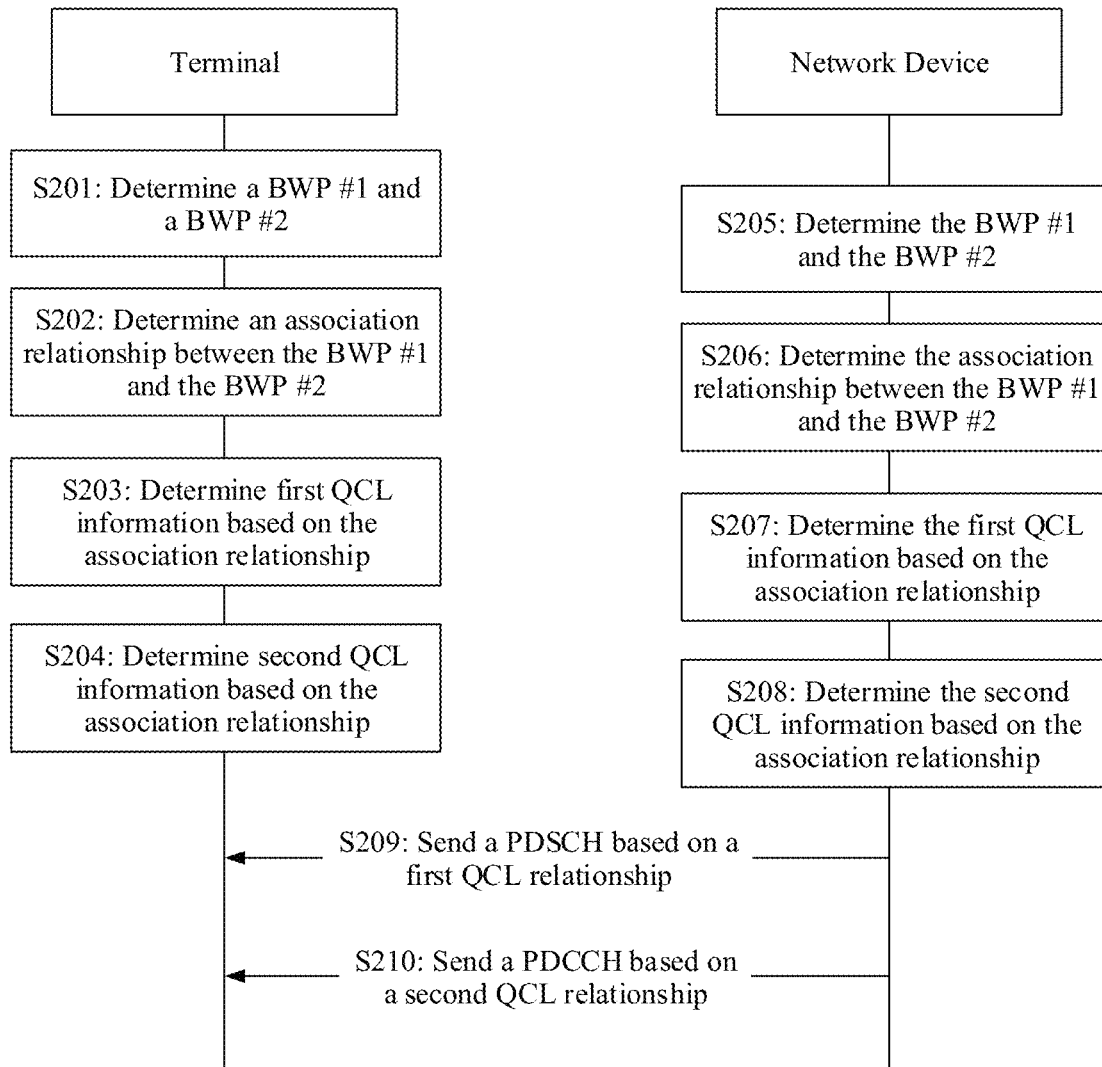 Terminal
Network Device
S201: Determine a BWP #1 and
a BWP #2
S205: Determine the BWP #1
and the BWP #2
S202: Determine an association
relationship between the BWP #1
and the BWP #2
S206: Determine the association
relationship between the BWP #1
and the BWP #2
S203: Determine first QCL
information based on the
association relationship
S207: Determine the first QCL
information based on the
association relationship
S204: Determine second QCL
information based on the
association relationship
S208: Determine the second
QCL information based on the
association relationship
S209: Send a PDSCH based on a
first QCL relationship
S210: Send a PDCCH based on
a second QCL relationship